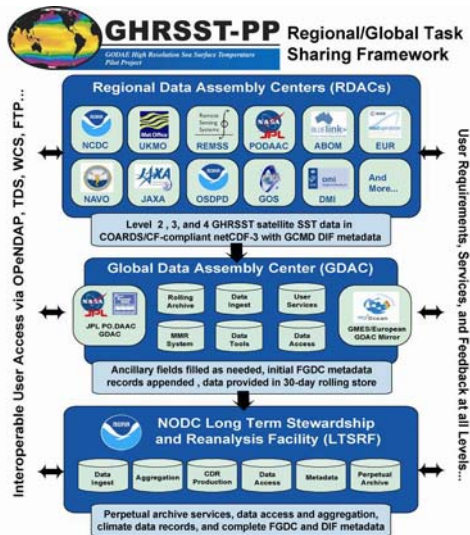 GHRSST-PP
GODAE High Resolution Sea Surface Temperature
Pilot Project
Regional/Global Task
Sharing Framework
Interoperable User Access via OPeNDAP, TDS, WCS, FTP...
User Requirements, Services, and Feedback at all Levels...
Regional Data Assembly Centers (RDACs)
NCDC
Met Office
UKMO
Remote
Sensing
Systems
REMSS
NASA
JPL
PODAAC
BLUElink>
ABOM
EUR
NAVO
JAXA
JAXA
OSDPD
GOS
dmi
DMI
And
More...
Level 2 , 3, and 4 GHRSST satellite SST data in
COARDS/CF-compliant netCDF-3 with GCMD DIF metadata
Global Data Assembly Center (GDAC)
NASA
JPL
JPL PO.DAAC
GDAC
Rolling
Archive
Data
Ingest
User
Services
MMR
System
Data
Tools
Data
Access
GMES/European
GDAC Mirror
Ancillary fields filled as needed, initial FGDC metadata
records appended , data provided in 30-day rolling store
NODC Long Term Stewardship
and Reanalysis Facility (LTSRF)
Data
Ingest
Aggregation
CDR
Production
Data
Access
Metadata
Perpetual
Archive
Perpetual archive services, data access and aggregation,
climate data records, and complete FGDC and DIF metadata